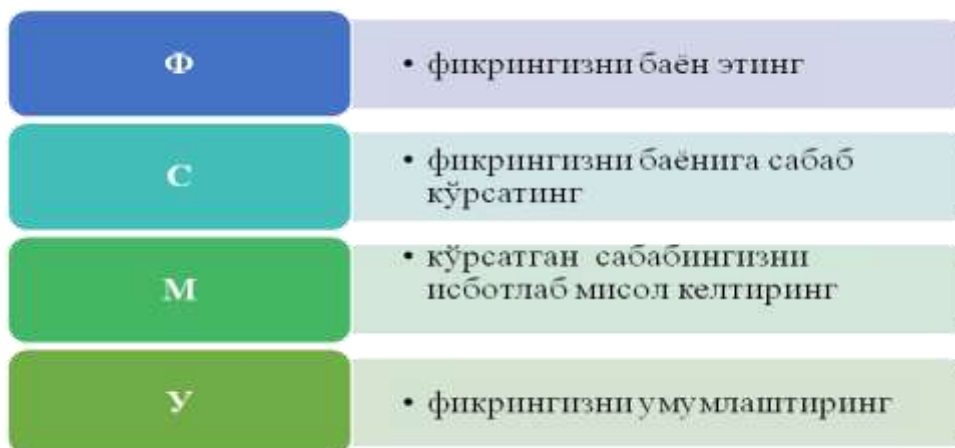 Ф
• фикрингизни баён этинг
С
• фикрингизни баёнига сабаб
кўрсатинг
М
• кўрсатган сабабингизни
исботлаб мисол келтиринг
У
• фикрингизни умумлаштиринг